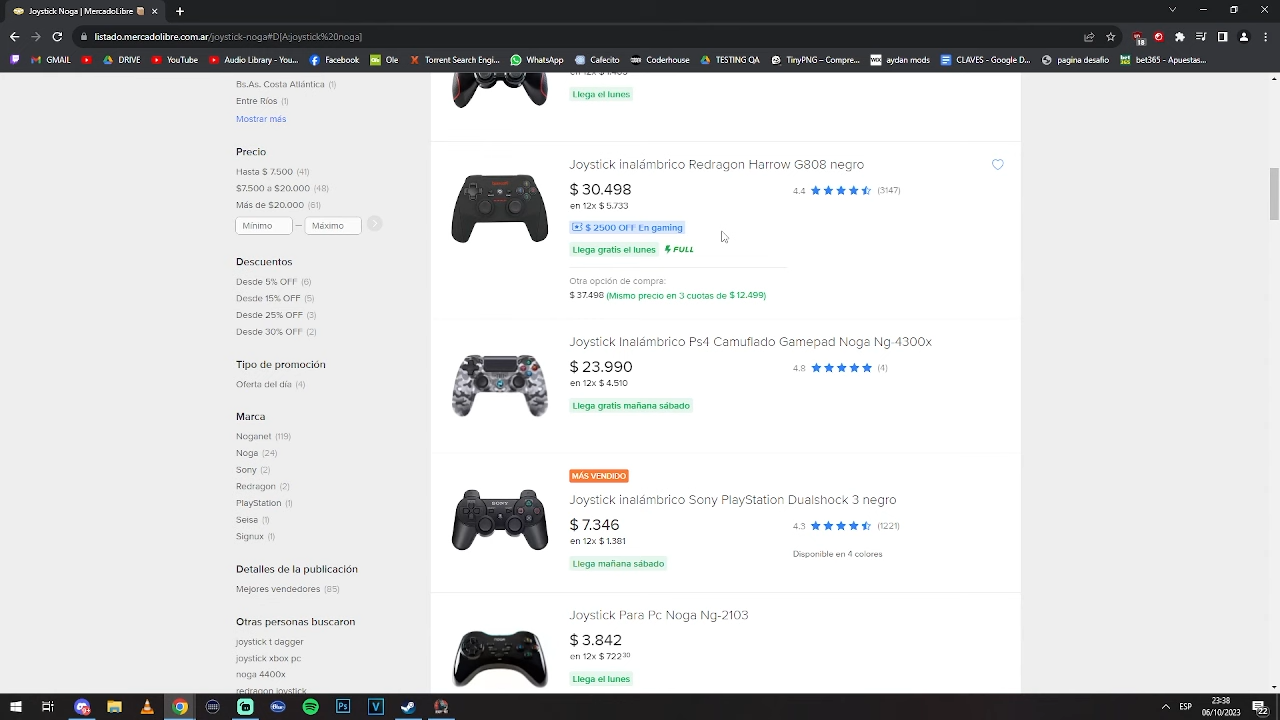 Joystick Noga | MercadoLibre
listado.mercadolibre.com.ar/joystick-noga#D[A:joystick%20noga]
18
GMAIL
DRIVE
YouTube
AudioLibrary - You...
Facebook
Ole
Torrent Search Engi...
WhatsApp
Cafecito
Coderhouse
TESTING QA
TinyPNG – Compre...
aydan mods
CLAVES - Google D...
pagina desafio
bet365 - Apuestas...
Bs.As. Costa Atlántica (1)
Entre Ríos (1)
Mostrar más
Precio
Hasta $ 7.500 (41)
$7.500 a $20.000 (48)
Más de $20.000 (61)
Mínimo — Máximo
Descuentos
Desde 5% OFF (6)
Desde 15% OFF (5)
Desde 25% OFF (3)
Desde 30% OFF (2)
Tipo de promoción
Oferta del día (4)
Marca
Noganet (119)
Noga (24)
Sony (2)
Redragon (2)
PlayStation (1)
Seisa (1)
Signux (1)
Detalles de la publicación
Mejores vendedores (85)
Otras personas buscaron
joystick t dagger
joystick xbox pc
noga 4400x
redragon joystick
Llega el lunes
Joystick inalámbrico Redragon Harrow G808 negro
$ 30.498
en 12x $ 5.733
4.4 (3147)
$ 2500 OFF En gaming
Llega gratis el lunes FULL
Otra opción de compra:
$ 37.498 (Mismo precio en 3 cuotas de $ 12.499)
Joystick Inalámbrico Ps4 Camuflado Gamepad Noga Ng-4300x
$ 23.990
en 12x $ 4.510
4.8 (4)
Llega gratis mañana sábado
MÁS VENDIDO
Joystick inalámbrico Sony PlayStation Dualshock 3 negro
SONY
$ 7.346
en 12x $ 1.381
4.3 (1221)
Disponible en 4 colores
Llega mañana sábado
Joystick Para Pc Noga Ng-2103
$ 3.842
en 12x $ 722 30
Llega el lunes
ESP
23:38
06/10/2023